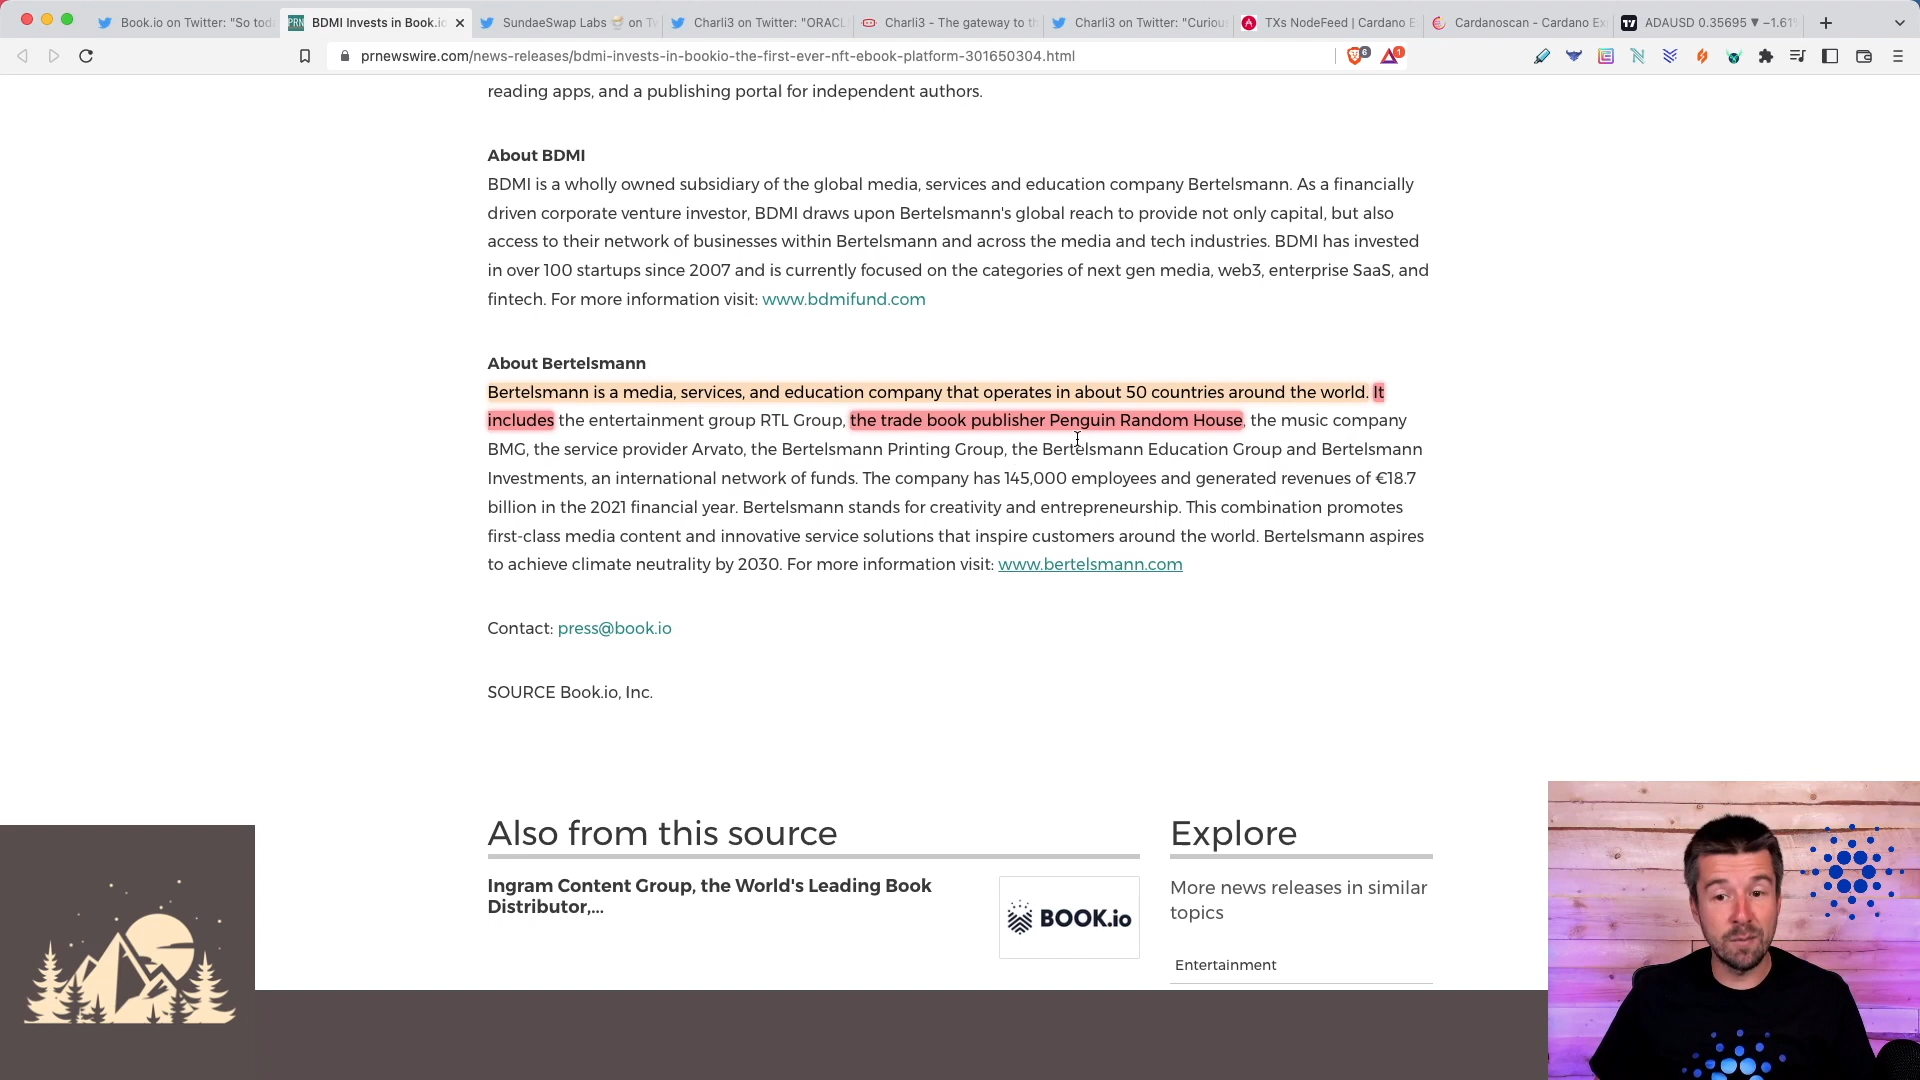 Book.io on Twitter: "So tod
BDMI Invests in Book.io
SundaeSwap Labs on Tw
Charli3 on Twitter: "ORACL
Charli3 - The gateway to th
Charli3 on Twitter: "Curiou
TXs NodeFeed | Cardano E
Cardanoscan - Cardano Ex
ADAUSD 0.35695 ▼ −1.61%
prnewswire.com/news-releases/bdmi-invests-in-bookio-the-first-ever-nft-ebook-platform-301650304.html
6
1
reading apps, and a publishing portal for independent authors.
About BDMI
BDMI is a wholly owned subsidiary of the global media, services and education company Bertelsmann. As a financially
driven corporate venture investor, BDMI draws upon Bertelsmann's global reach to provide not only capital, but also
access to their network of businesses within Bertelsmann and across the media and tech industries. BDMI has invested
in over 100 startups since 2007 and is currently focused on the categories of next gen media, web3, enterprise SaaS, and
fintech. For more information visit: www.bdmifund.com
About Bertelsmann
Bertelsmann is a media, services, and education company that operates in about 50 countries around the world. It
includes the entertainment group RTL Group, the trade book publisher Penguin Random House, the music company
BMG, the service provider Arvato, the Bertelsmann Printing Group, the Bertelsmann Education Group and Bertelsmann
Investments, an international network of funds. The company has 145,000 employees and generated revenues of €18.7
billion in the 2021 financial year. Bertelsmann stands for creativity and entrepreneurship. This combination promotes
first-class media content and innovative service solutions that inspire customers around the world. Bertelsmann aspires
to achieve climate neutrality by 2030. For more information visit: www.bertelsmann.com
Contact: press@book.io
SOURCE Book.io, Inc.
Also from this source
Explore
Ingram Content Group, the World's Leading Book
Distributor,...
BOOK.io
More news releases in similar
topics
Entertainment